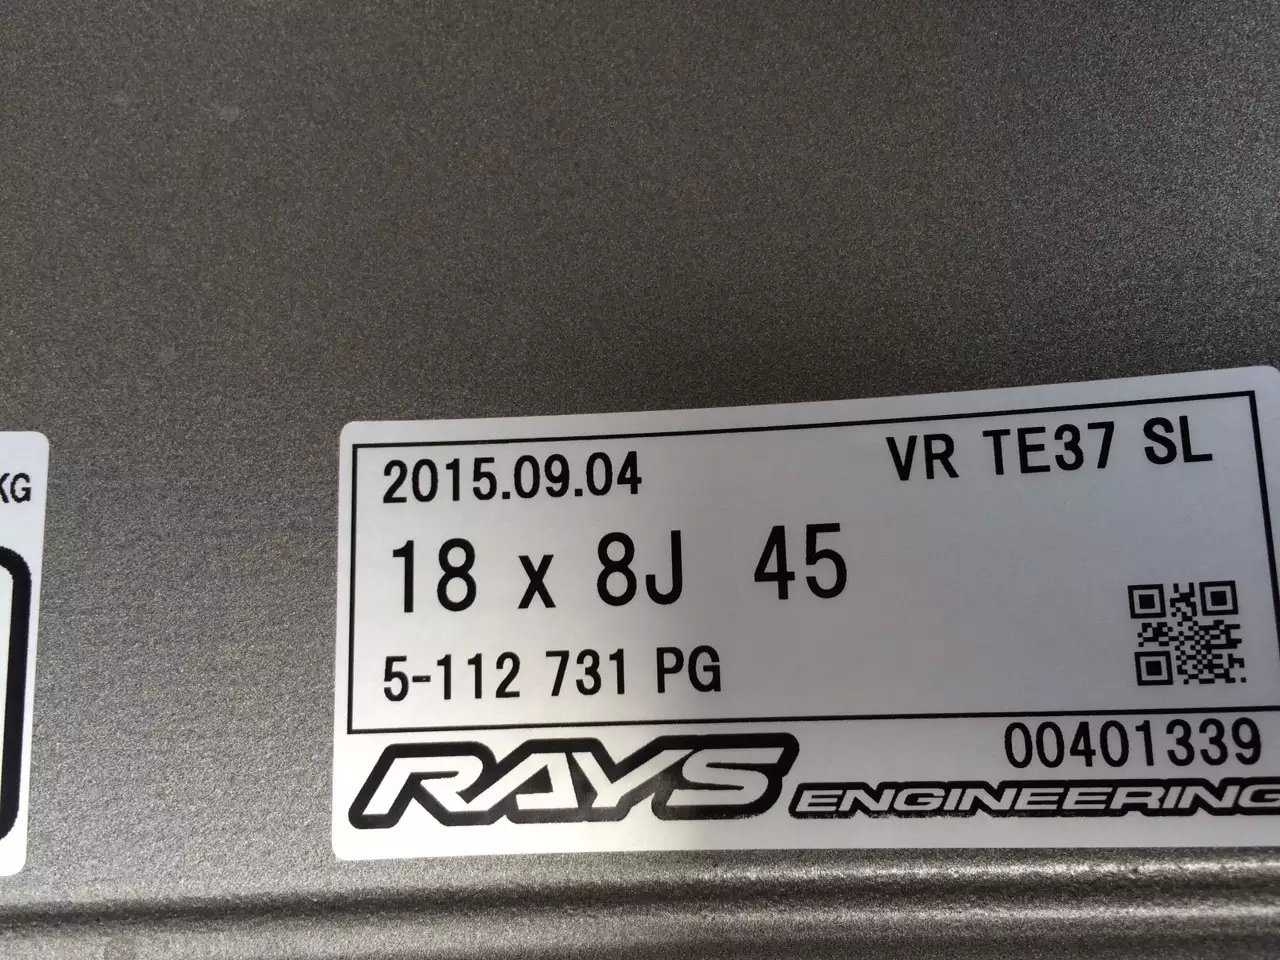 KG
2015.09.04 VR TE37 SL
18 x 8J 45
5-112 731 PG
00401339
RAYS ENGINEERING